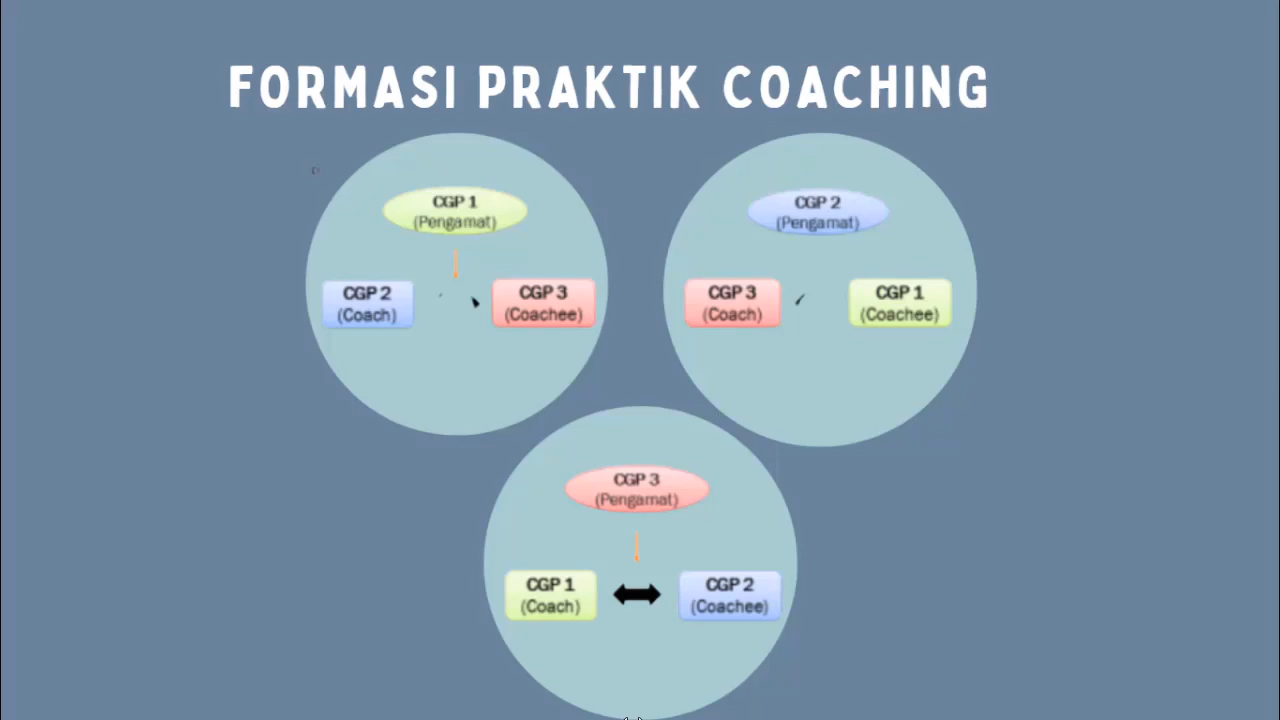 FORMASI PRAKTIK COACHING
CGP 1
(Pengamat)
CGP 2
(Coach)
CGP 3
(Coachee)
CGP 2
(Pengamat)
CGP 3
(Coach)
CGP 1
(Coachee)
CGP 3
(Pengamat)
CGP 1
(Coach)
CGP 2
(Coachee)